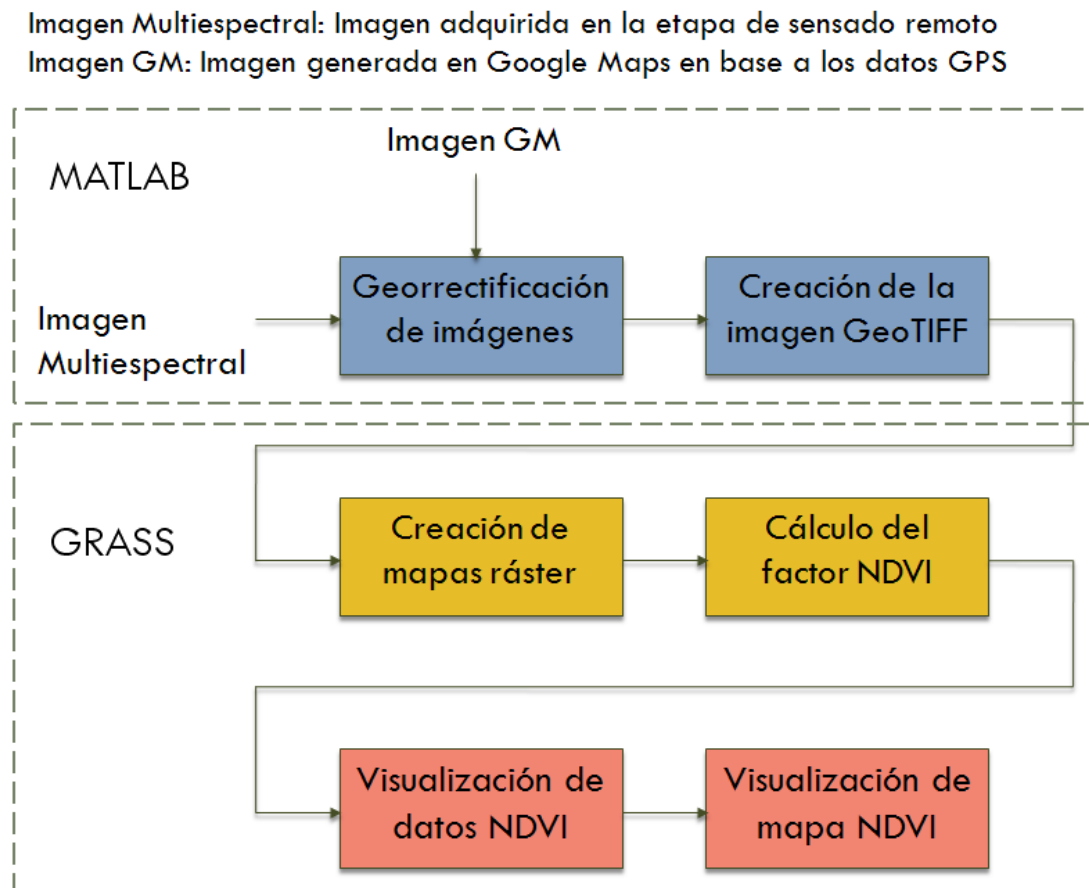 Imagen Multiespectral: Imagen adquirida en la etapa de sensado remoto
Imagen GM: Imagen generada en Google Maps en base a los datos GPS
Imagen GM
MATLAB
Imagen
Multiespectral
Georrectificación
de imágenes
Creación de la
imagen GeoTIFF
GRASS
Creación de
mapas ráster
Cálculo del
factor NDVI
Visualización de
datos NDVI
Visualización de
mapa NDVI